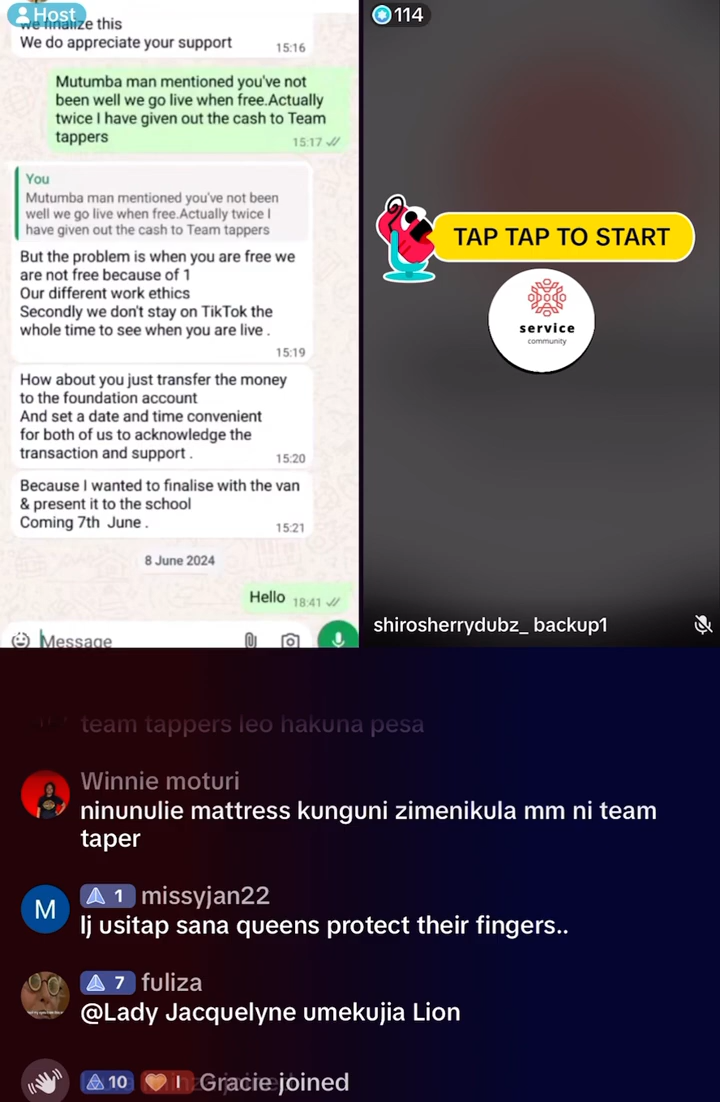 Host
we finalize this
We do appreciate your support
15:16
Mutumba man mentioned you've not
been well we go live when free.Actually
twice I have given out the cash to Team
tappers
15:17
You
Mutumba man mentioned you've not been
well we go live when free.Actually twice I
have given out the cash to Team tappers
But the problem is when you are free we
are not free because of 1
Our different work ethics
Secondly we don't stay on TikTok the
whole time to see when you are live .
15:19
How about you just transfer the money
to the foundation account
And set a date and time convenient
for both of us to acknowledge the
transaction and support .
15:20
Because I wanted to finalise with the van
& present it to the school
Coming 7th June .
15:21
8 June 2024
Hello
18:41
Message
114
TAP TAP TO START
service
community
shirosherrydubz_ backup1
team tappers leo hakuna pesa
Winnie moturi
ninunulie mattress kunguni zimenikula mm ni team
taper
M
1 missyjan22
lj usitap sana queens protect their fingers..
7 fuliza
@Lady Jacquelyne umekujia Lion
10 I Gracie joined